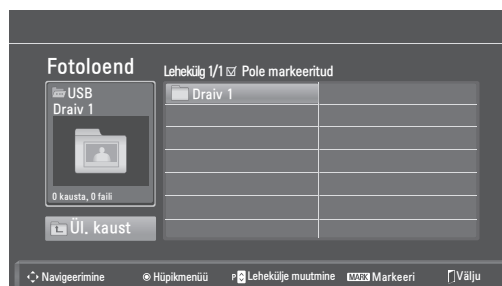 Fotoloend
Lehekülg 1/1 Pole markeeritud
USB
Draiv 1
Draiv 1
0 kausta, 0 faili
Ül. kaust
Navigeerimine Hüpikmenüü P Lehekülje muutmine MARK Markeeri Välju